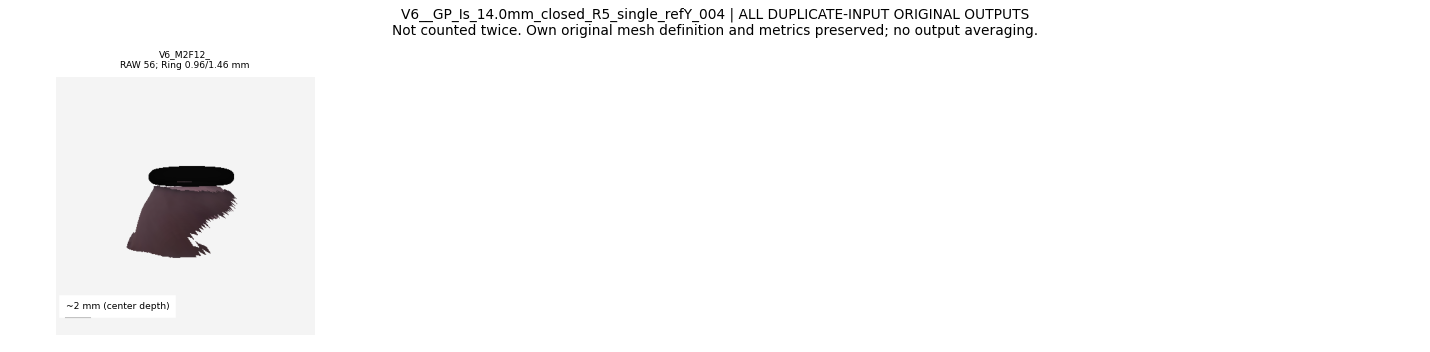 V6__GP_Is_14.0mm_closed_R5_single_refY_004 | ALL DUPLICATE-INPUT ORIGINAL OUTPUTS
Not counted twice. Own original mesh definition and metrics preserved; no output averaging.
V6_M2F12_
RAW 56; Ring 0.96/1.46 mm
~2 mm (center depth)